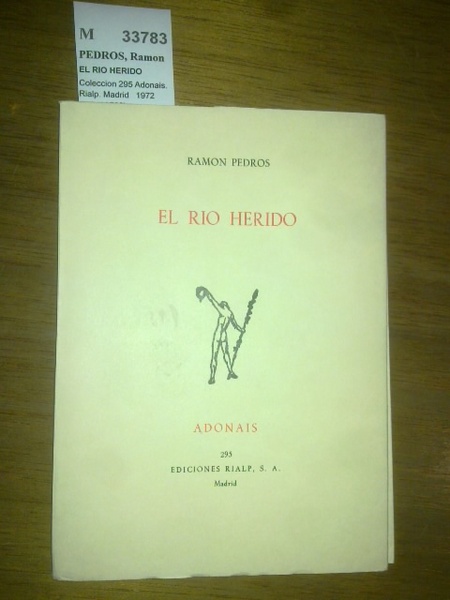 M 33783
PEDROS, Ramon
EL RIO HERIDO
Coleccion 295 Adonais.
Rialp. Madrid 1972
RAMON PEDROS
EL RIO HERIDO
ADONAIS
295
EDICIONES RIALP, S. A.
Madrid